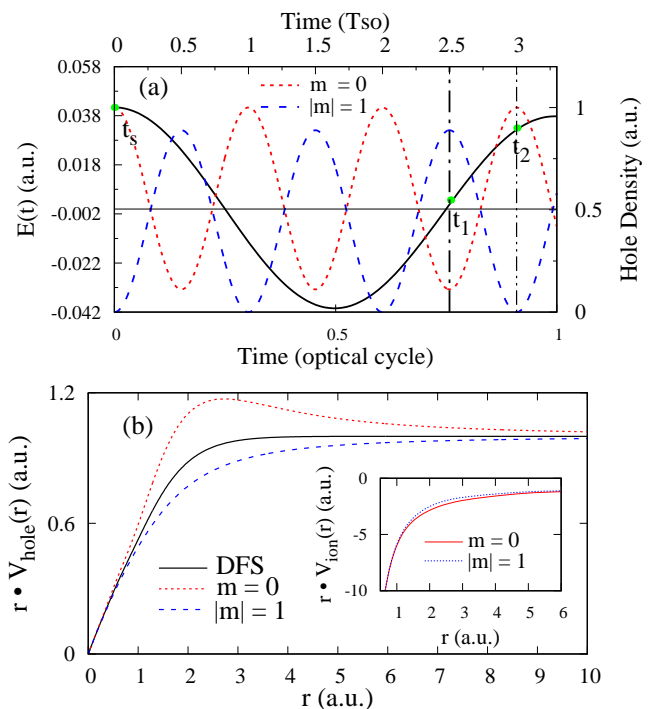 Time (Tso)
0 0.5 1 1.5 2 2.5 3
0.058
0.038
0.018
-0.002
-0.022
-0.042
E(t) (a.u.)
(a)
m = 0
|m| = 1
t_s
t_1
t_2
1
0.5
0
Hole Density (a.u.)
0 0.5 1
Time (optical cycle)
1.2
0.6
0
r • V_hole(r) (a.u.)
(b)
DFS
m = 0
|m| = 1
0
-5
-10
r • V_ion(r) (a.u.)
m = 0
|m| = 1
1 2 3 4 5 6
r (a.u.)
0 1 2 3 4 5 6 7 8 9 10
r (a.u.)